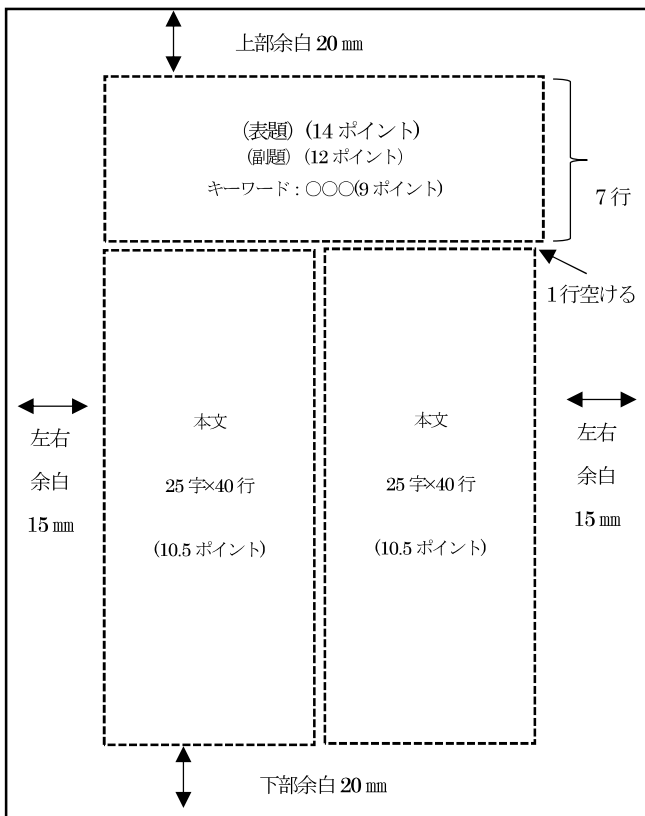 上部余白 20 ㎜
(表題) (14 ポイント)
(副題) (12 ポイント)
キーワード：○○○(9 ポイント)
7 行
1 行空ける
左右
余白
15 ㎜
本文
25 字×40 行
(10.5 ポイント)
本文
25 字×40 行
(10.5 ポイント)
左右
余白
15 ㎜
下部余白 20 ㎜